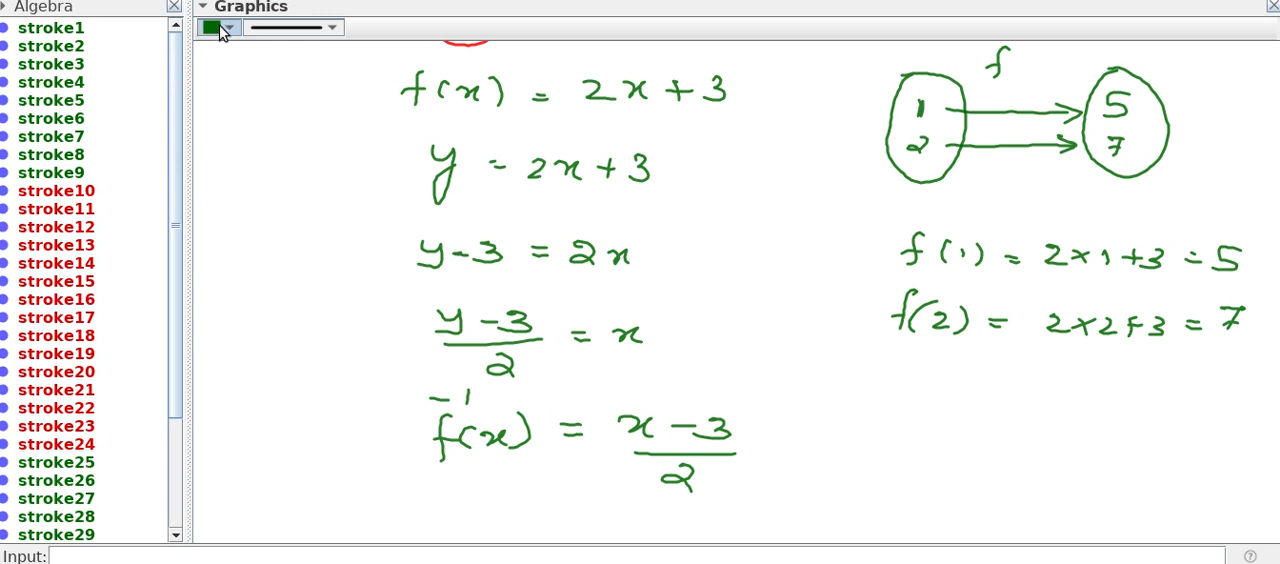 Algebra
stroke1
stroke2
stroke3
stroke4
stroke5
stroke6
stroke7
stroke8
stroke9
stroke10
stroke11
stroke12
stroke13
stroke14
stroke15
stroke16
stroke17
stroke18
stroke19
stroke20
stroke21
stroke22
stroke23
stroke24
stroke25
stroke26
stroke27
stroke28
stroke29
Graphics
f(x) = 2x + 3
y = 2x + 3
y - 3 = 2x
y - 3 / 2 = x
f⁻¹(x) = x - 3 / 2
f
1 → 5
2 → 7
f(1) = 2×1+3 = 5
f(2) = 2×2+3 = 7
Input: